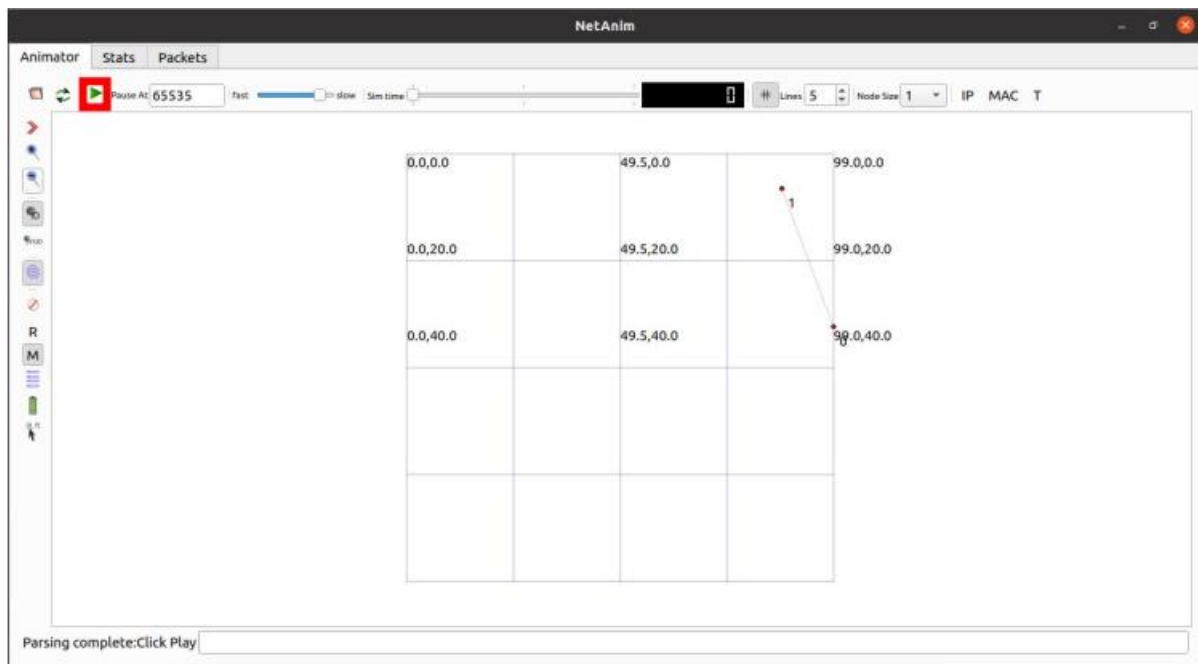 NetAnim
Animator Stats Packets
Pause At 65535 fast slow Sim time 0 Lines 5 Node Size 1 IP MAC T
0.0,0.0 49.5,0.0 99.0,0.0
1
0.0,20.0 49.5,20.0 99.0,20.0
0.0,40.0 49.5,40.0 99.0,40.0
0
R
M
Parsing complete:Click Play